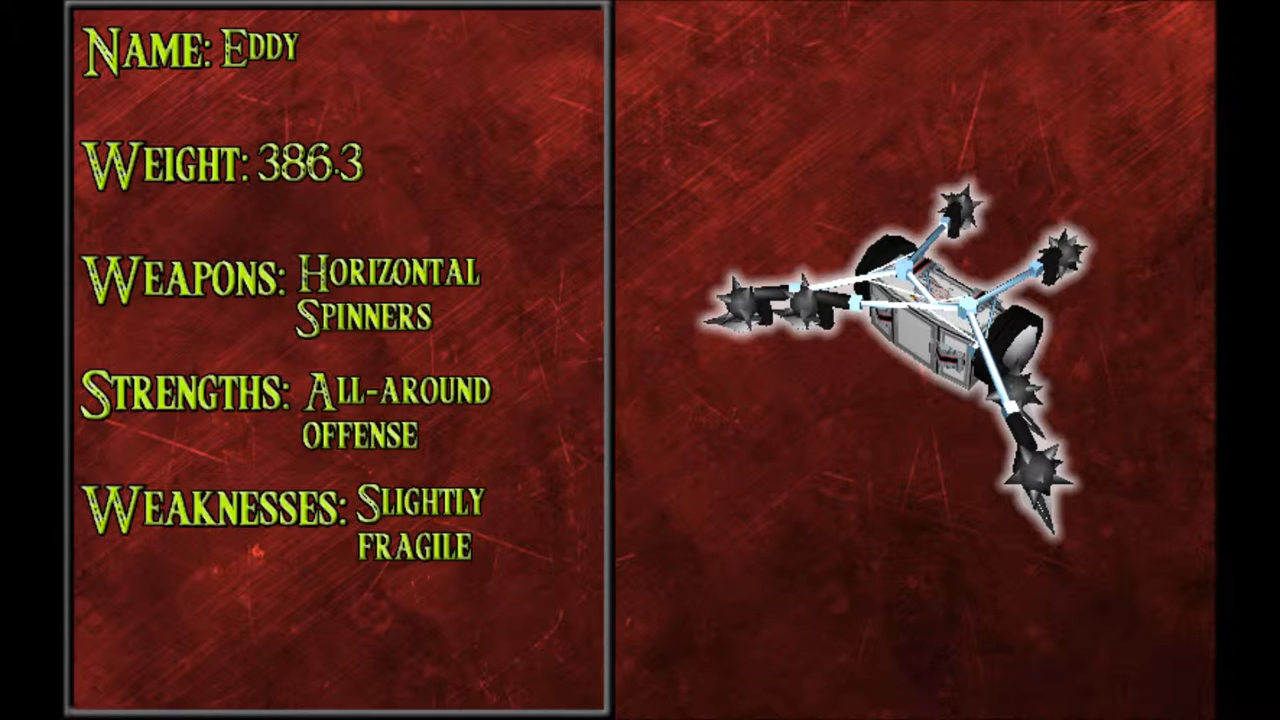 Name: Eddy
Weight: 386.3
Weapons: Horizontal
Spinners
Strengths: All-around
offense
Weaknesses: Slightly
fragile